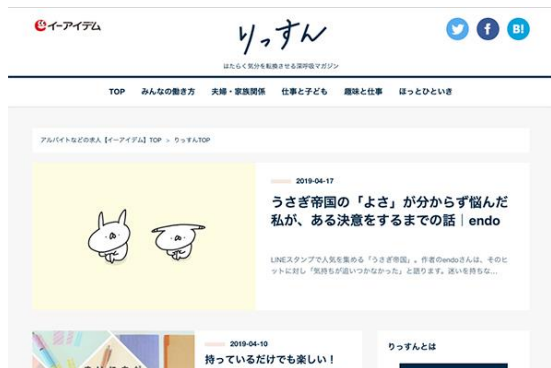 イーアイデム
りっすん
はたらく気分を転換させる深呼吸マガジン
B!
TOP みんなの働き方 夫婦・家族関係 仕事と子ども 趣味と仕事 ほっとひといき
アルバイトなどの求人【イーアイデム】TOP > りっすんTOP
2019-04-17
うさぎ帝国の「よさ」が分からず悩んだ
私が、ある決意をするまでの話｜endo
LINEスタンプで人気を集める「うさぎ帝国」。作者のendoさんは、そのヒ
ットに対し「気持ちが追いつかなかった」と語ります。迷いを持ちな...
2019-04-10
持っているだけでも楽しい！
りっすんとは